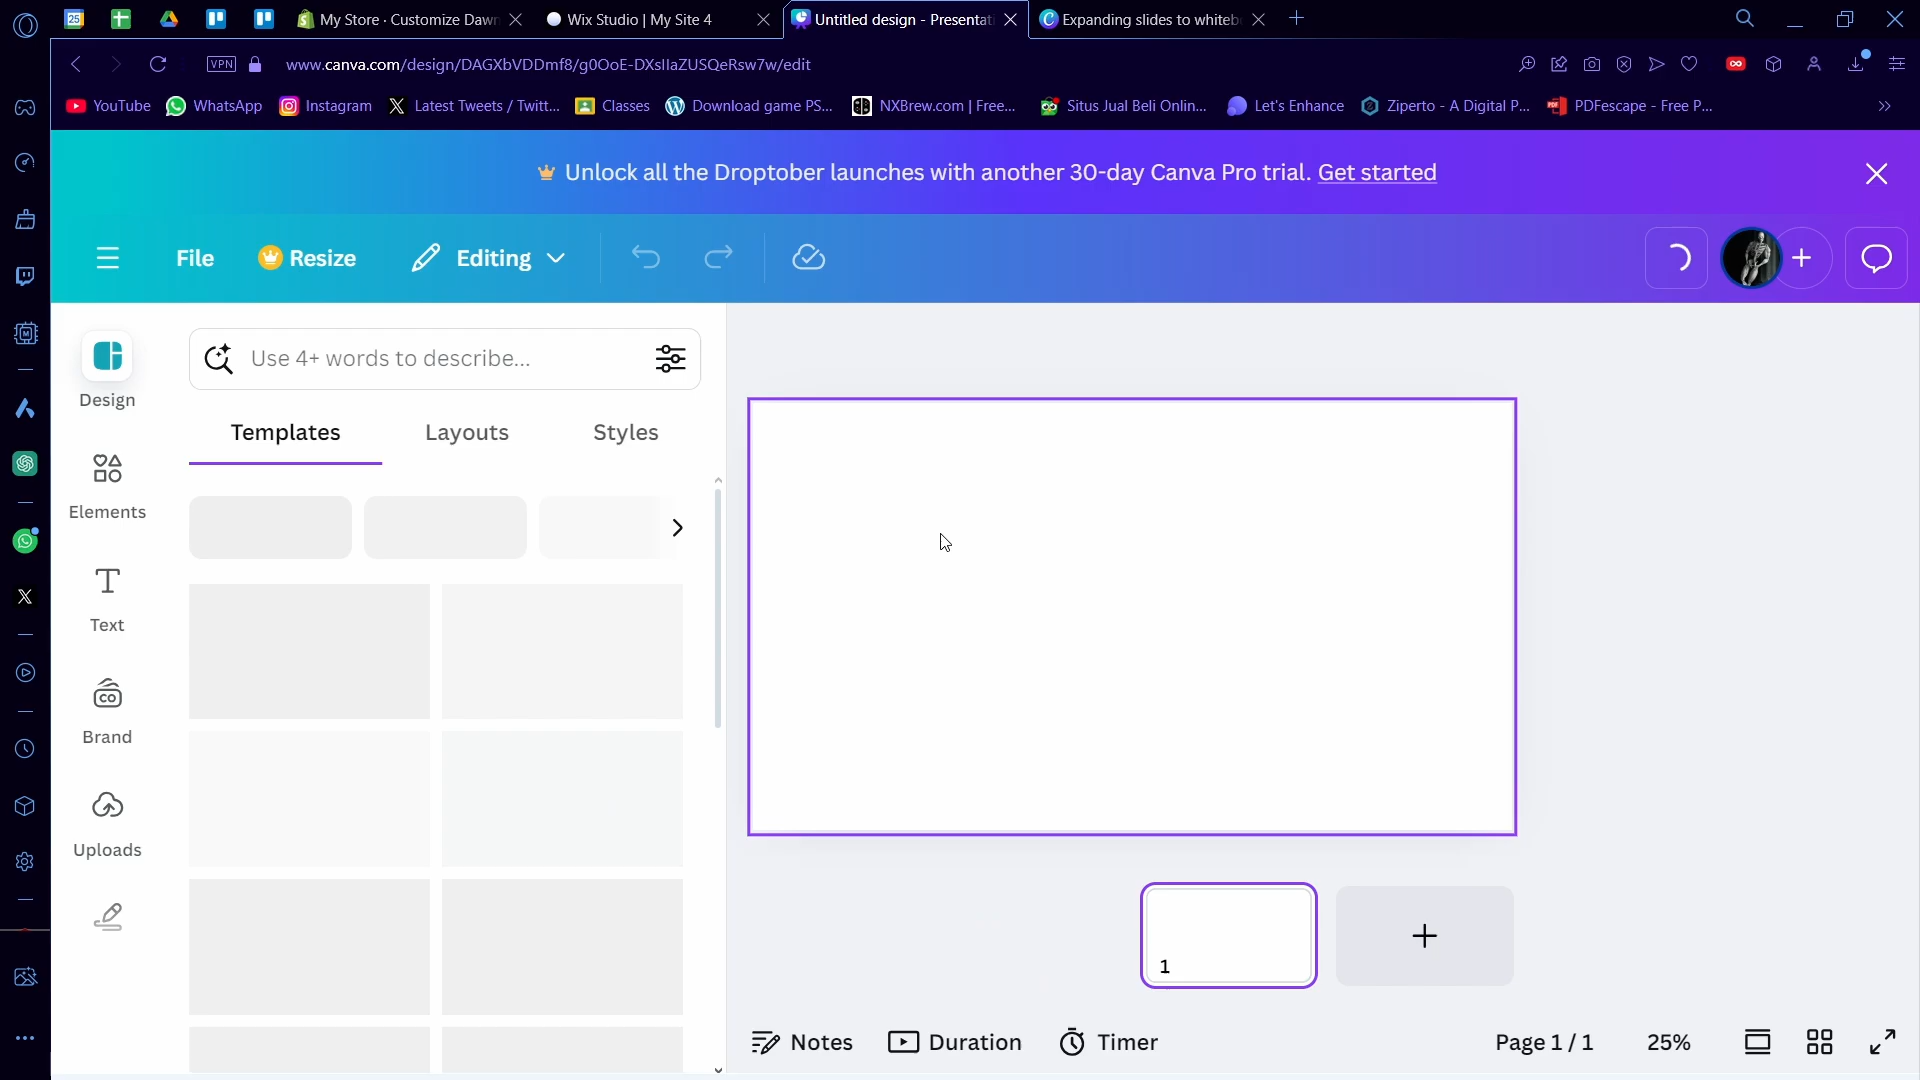 My Store · Customize Dawn
Wix Studio | My Site 4
Untitled design - Presentat
Expanding slides to whiteb
VPN
www.canva.com/design/DAGXbVDDmf8/g0OoE-DXsIIaZUSQeRsw7w/edit
YouTube
WhatsApp
Instagram
Latest Tweets / Twitt...
Classes
Download game PS...
NXBrew.com | Free...
Situs Jual Beli Onlin...
Let's Enhance
Ziperto - A Digital P...
PDFescape - Free P...
Unlock all the Droptober launches with another 30-day Canva Pro trial. Get started
File
Resize
Editing
Design
Elements
Text
Brand
Uploads
Use 4+ words to describe...
Templates
Layouts
Styles
1
Notes
Duration
Timer
Page 1 / 1
25%